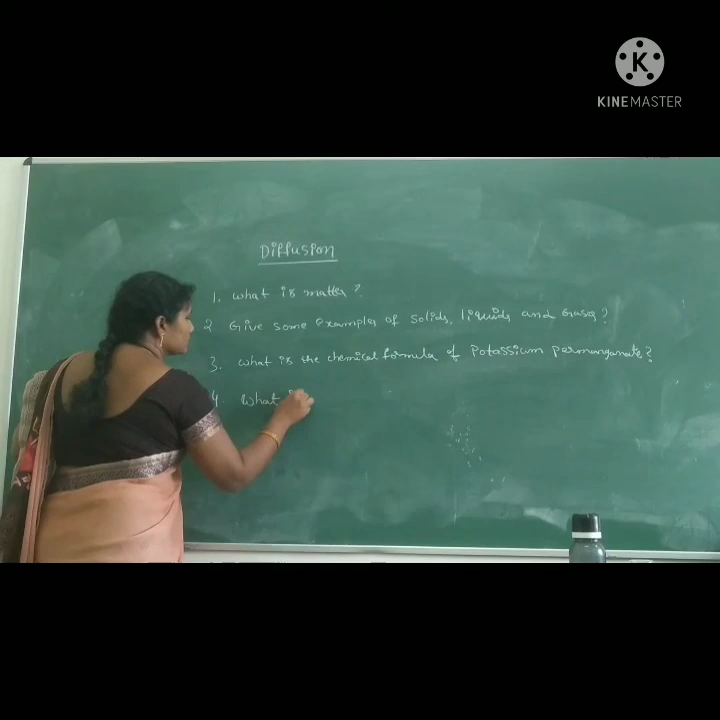 KINEMASTER
Diffusion
1. What is matter?
2 Give some examples of solids, liquids and Gases?
3. What is the chemical formula of Potassium permanganate?
4. What is